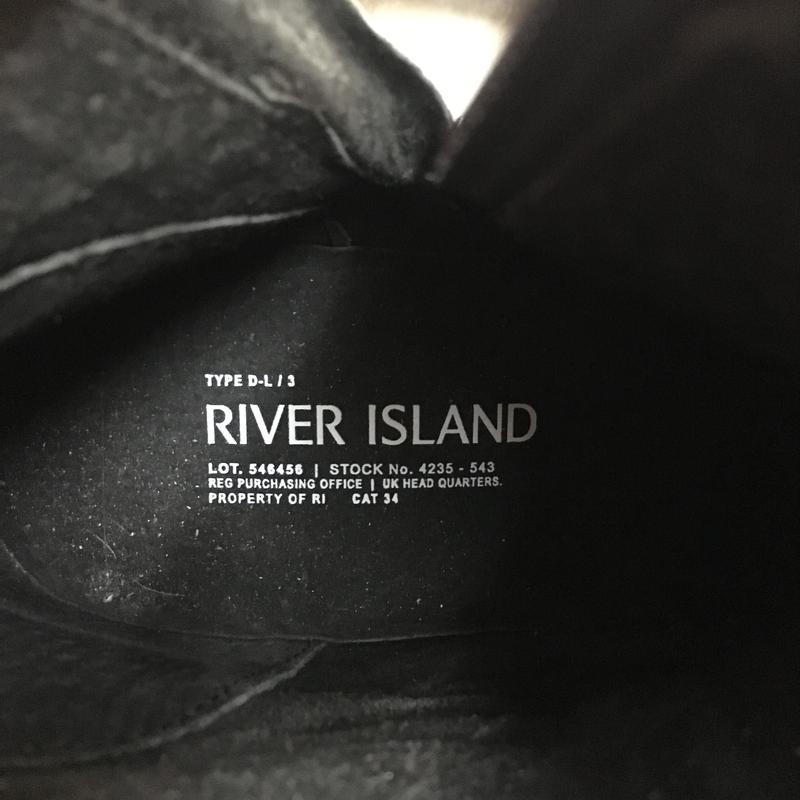 TYPE D-L / 3
RIVER ISLAND
LOT. 546456 | STOCK No. 4235 - 543
REG PURCHASING OFFICE | UK HEAD QUARTERS.
PROPERTY OF RI CAT 34